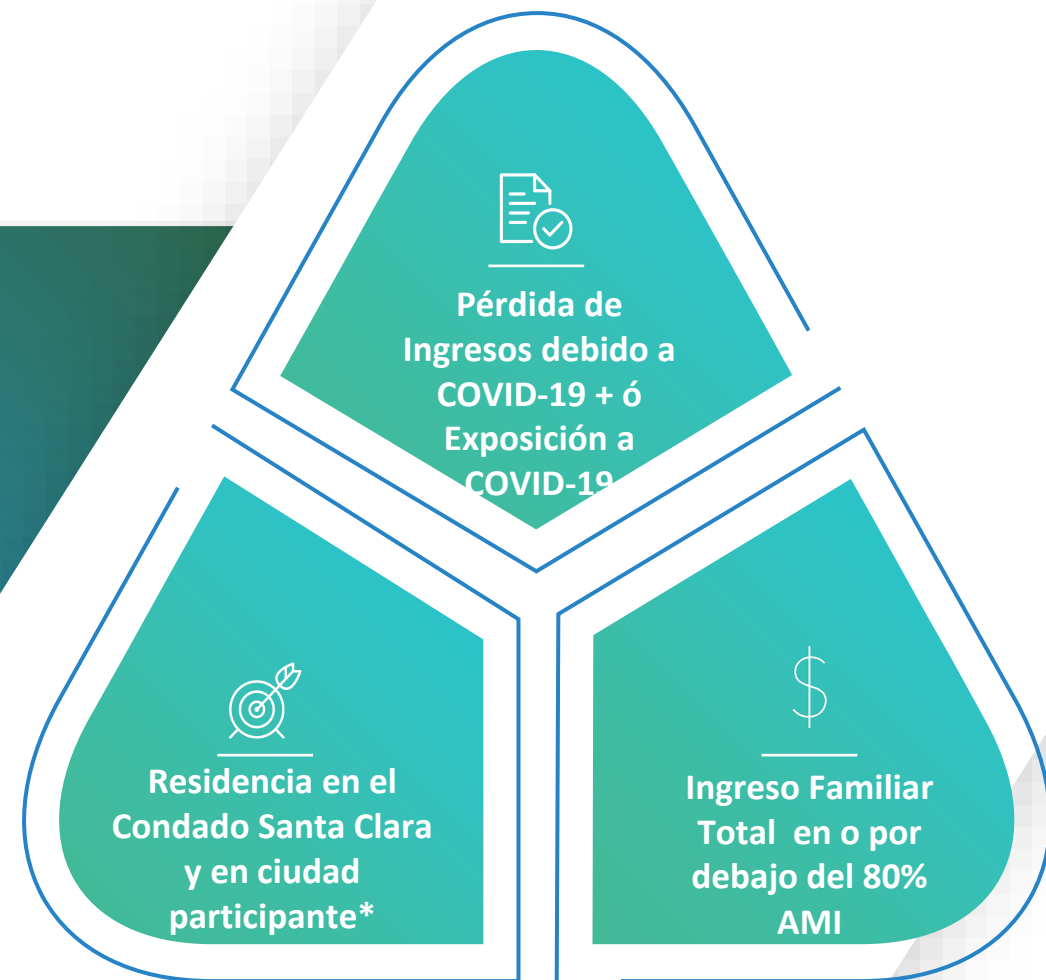 Pérdida de
Ingresos debido a
COVID-19 + ó
Exposición a
COVID-19
Residencia en el
Condado Santa Clara
y en ciudad
participante*
Ingreso Familiar
Total en o por
debajo del 80%
AMI